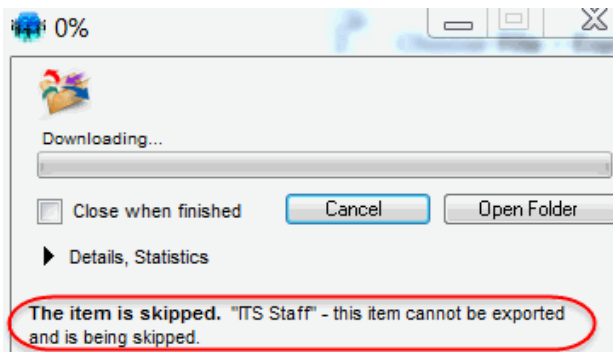 0%
Downloading...
Close when finished
Cancel
Open Folder
Details, Statistics
The item is skipped. "ITS Staff" - this item cannot be exported
and is being skipped.